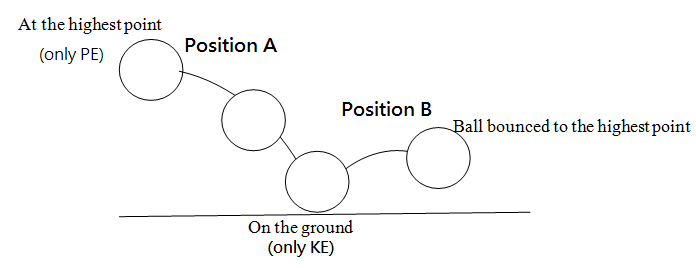 At the highest point
(only PE)
Position A
Position B
Ball bounced to the highest point
On the ground
(only KE)